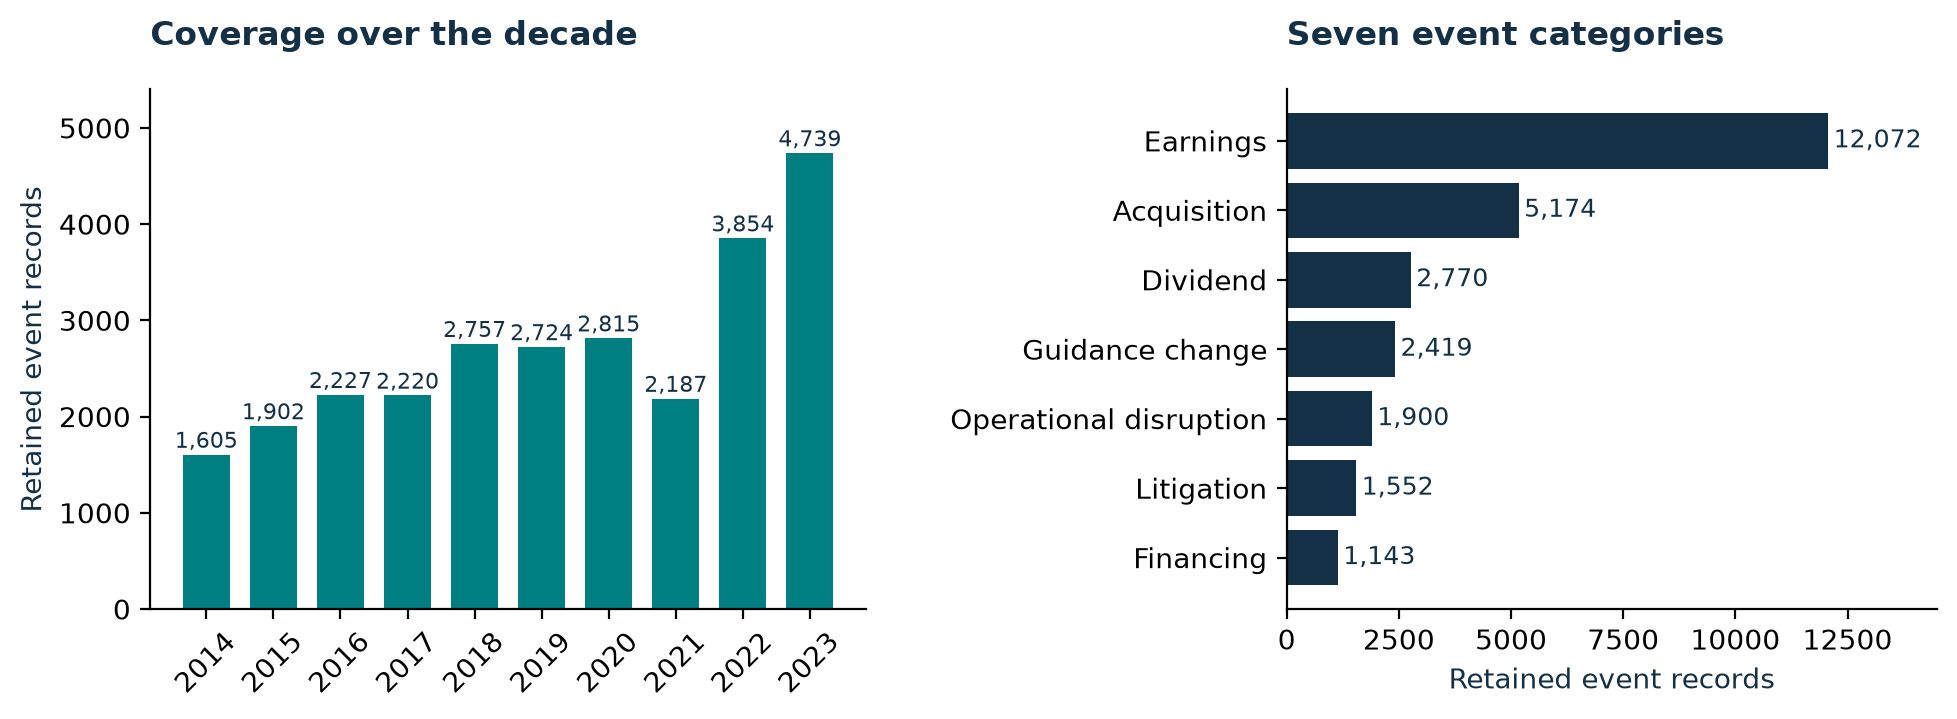 Coverage over the decade
Retained event records
5000
4000
3000
2000
1000
0
1,605
1,902
2,227
2,220
2,757
2,724
2,815
2,187
3,854
4,739
2014
2015
2016
2017
2018
2019
2020
2021
2022
2023
Seven event categories
Earnings 12,072
Acquisition 5,174
Dividend 2,770
Guidance change 2,419
Operational disruption 1,900
Litigation 1,552
Financing 1,143
0 2500 5000 7500 10000 12500
Retained event records